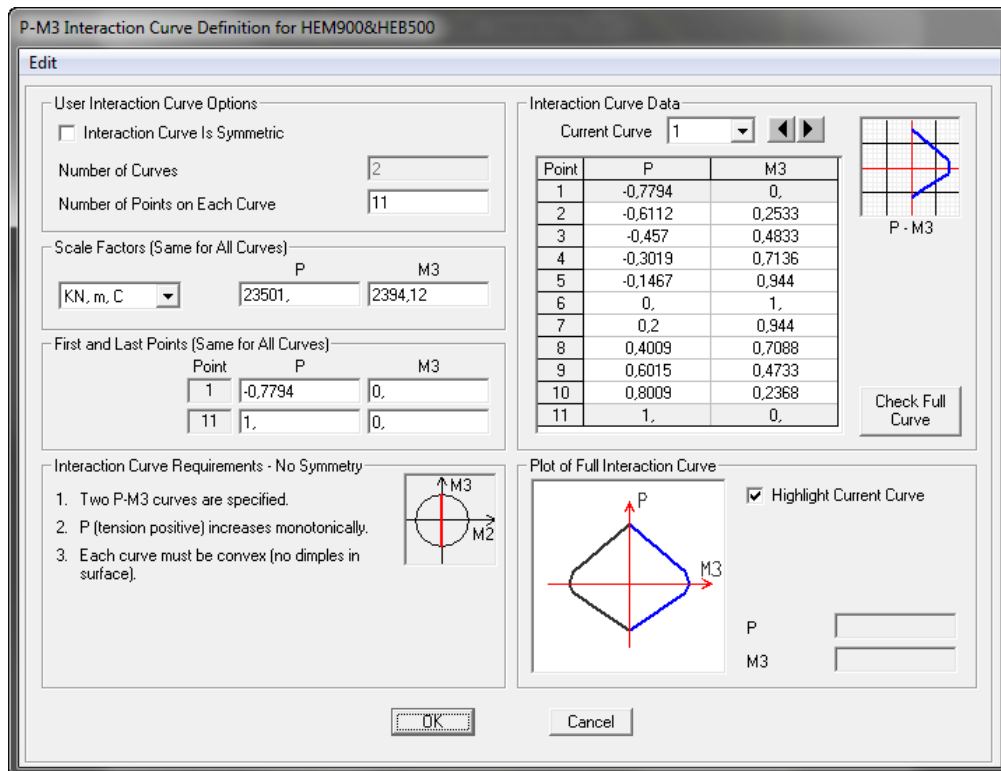 P-M3 Interaction Curve Definition for HEM900&HEB500
Edit
User Interaction Curve Options
Interaction Curve Is Symmetric
Number of Curves 2
Number of Points on Each Curve 11
Scale Factors (Same for All Curves)
P M3
KN, m, C 23501, 2394,12
First and Last Points (Same for All Curves)
Point P M3
1 -0,7794 0,
11 1, 0,
Interaction Curve Requirements - No Symmetry
1. Two P-M3 curves are specified.
2. P (tension positive) increases monotonically.
3. Each curve must be convex (no dimples in
surface).
M3
M2
Interaction Curve Data
Current Curve 1
Point P M3
1 -0,7794 0,
2 -0,6112 0,2533
3 -0,457 0,4833
4 -0,3019 0,7136
5 -0,1467 0,944
6 0, 1,
7 0,2 0,944
8 0,4009 0,7088
9 0,6015 0,4733
10 0,8009 0,2368
11 1, 0,
P - M3
Check Full
Curve
Plot of Full Interaction Curve
P
M3
Highlight Current Curve
P
M3
OK
Cancel